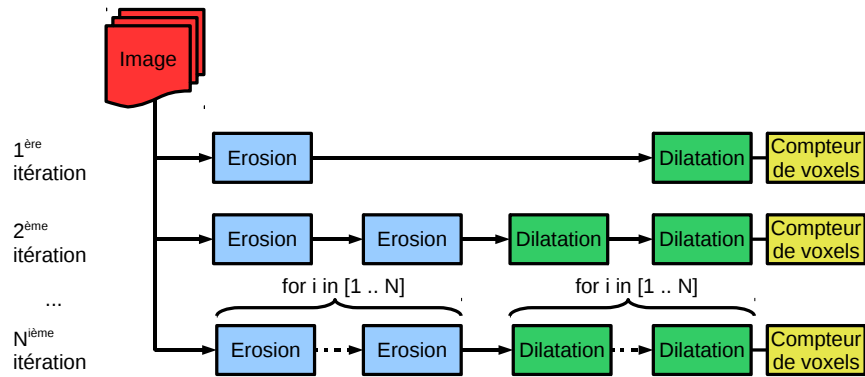 Image
1ère
itération
Erosion
Dilatation
Compteur
de voxels
2ème
itération
Erosion
Erosion
Dilatation
Dilatation
Compteur
de voxels
...
for i in [1 .. N]
for i in [1 .. N]
Nième
itération
Erosion
Erosion
Dilatation
Dilatation
Compteur
de voxels